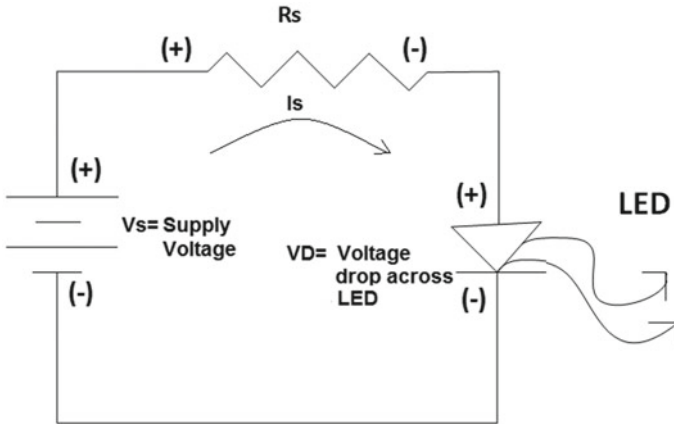 Rs
(+)
(-)
Is
(+)
(+)
LED
Vs= Supply
Voltage
VD= Voltage
drop across
LED
(-)
(-)